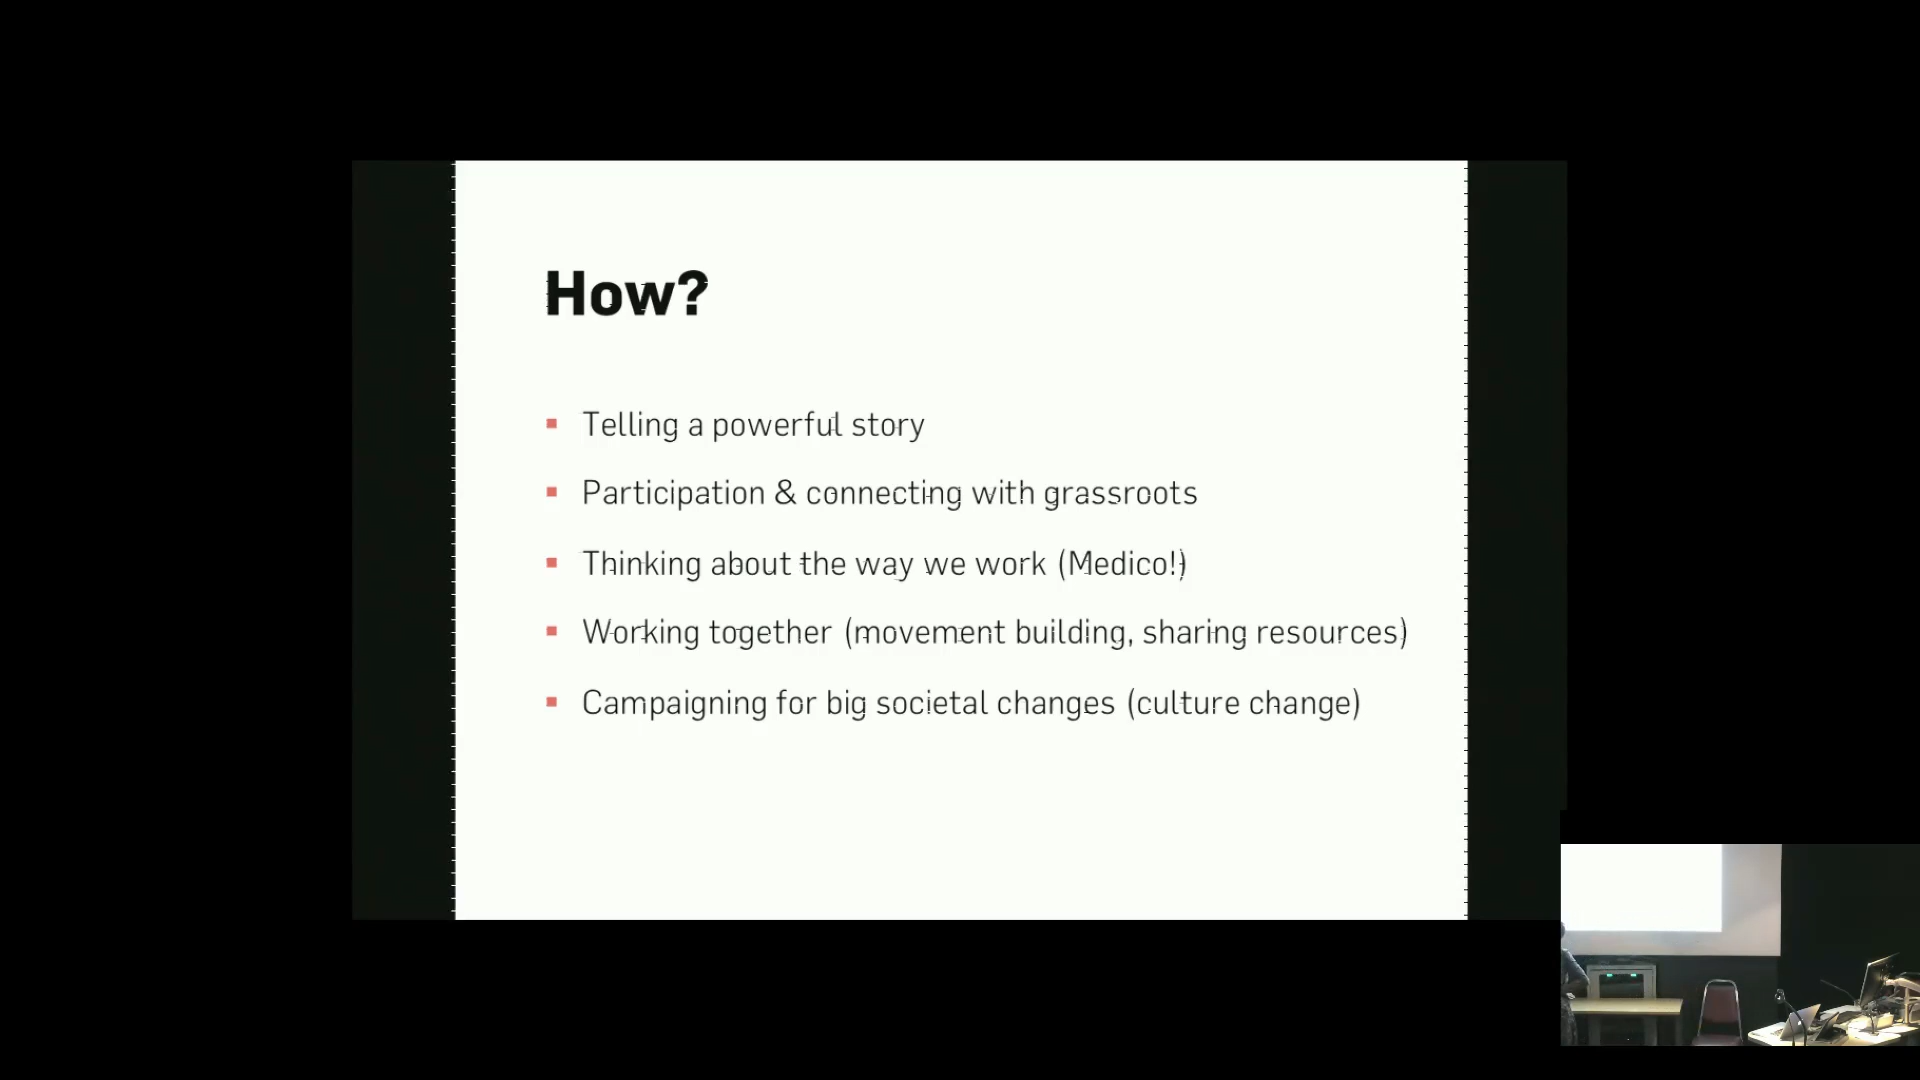 How?
Telling a powerful story
Participation & connecting with grassroots
Thinking about the way we work (Medico!)
Working together (movement building, sharing resources)
Campaigning for big societal changes (culture change)